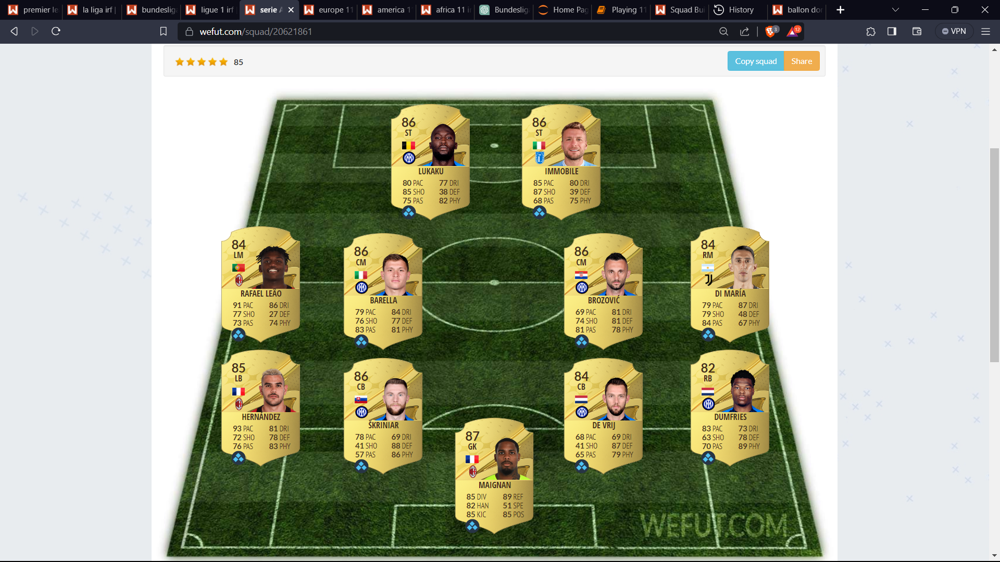 premier le
la liga irf |
bundeslig
ligue 1 irf
serie A
europe 11
america 1
africa 11 i
Bundeslig
Home Pag
Playing 11
Squad Bui
History
ballon dor
wefut.com/squad/20621861
3
12
VPN
85
Copy squad
Share
86
ST
LUKAKU
80 PAC 77 DRI
85 SHO 38 DEF
75 PAS 82 PHY
86
ST
L
IMMOBILE
85 PAC 80 DRI
87 SHO 39 DEF
68 PAS 75 PHY
84
LM
RAFAEL LEÃO
91 PAC 86 DRI
77 SHO 27 DEF
73 PAS 74 PHY
86
CM
BARELLA
79 PAC 84 DRI
76 SHO 77 DEF
83 PAS 81 PHY
86
CM
BROZOVIĆ
69 PAC 81 DRI
74 SHO 81 DEF
81 PAS 78 PHY
84
RM
DI MARÍA
79 PAC 87 DRI
79 SHO 48 DEF
84 PAS 67 PHY
85
LB
HERNÁNDEZ
93 PAC 81 DRI
72 SHO 78 DEF
76 PAS 83 PHY
86
CB
ŠKRINIAR
78 PAC 69 DRI
41 SHO 88 DEF
57 PAS 86 PHY
84
CB
DE VRIJ
68 PAC 69 DRI
41 SHO 87 DEF
65 PAS 79 PHY
82
RB
DUMFRIES
83 PAC 73 DRI
63 SHO 78 DEF
70 PAS 89 PHY
87
GK
MAIGNAN
85 DIV 89 REF
82 HAN 51 SPE
85 KIC 85 POS
WEFUT.COM